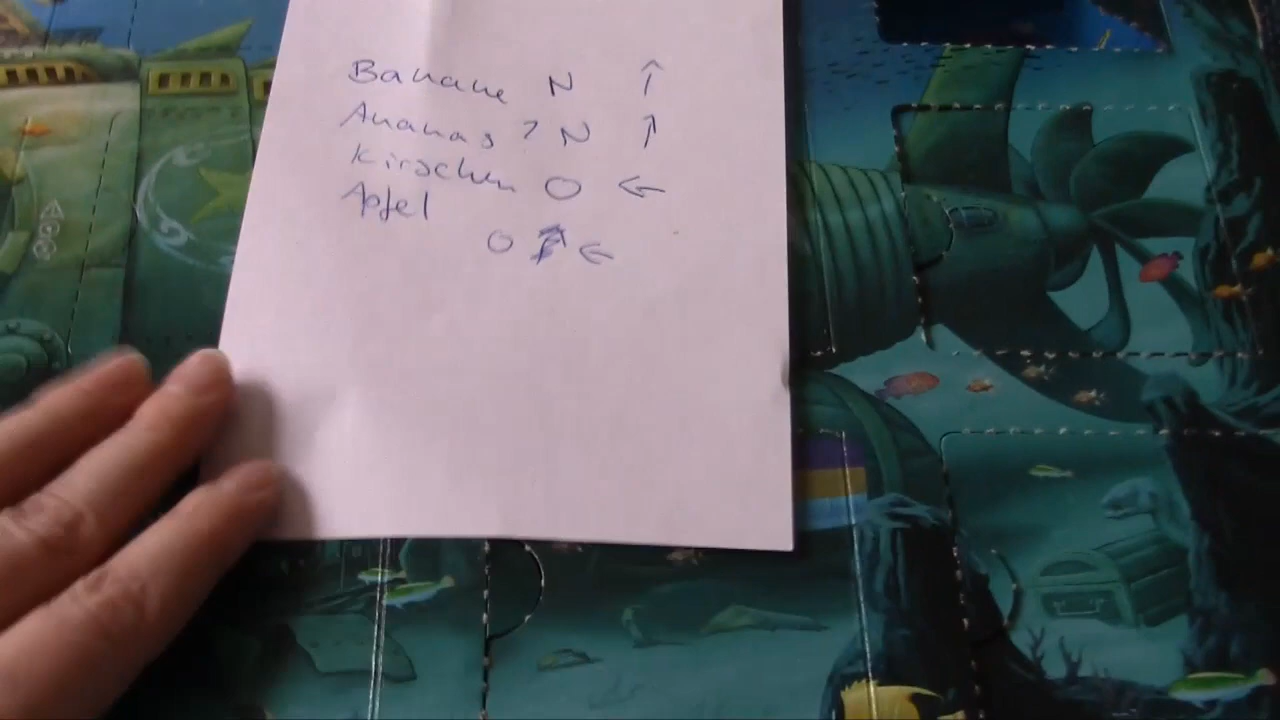 Banane N ↑
Ananas ? N ↑
Kirschen O ←
Apfel
O ←